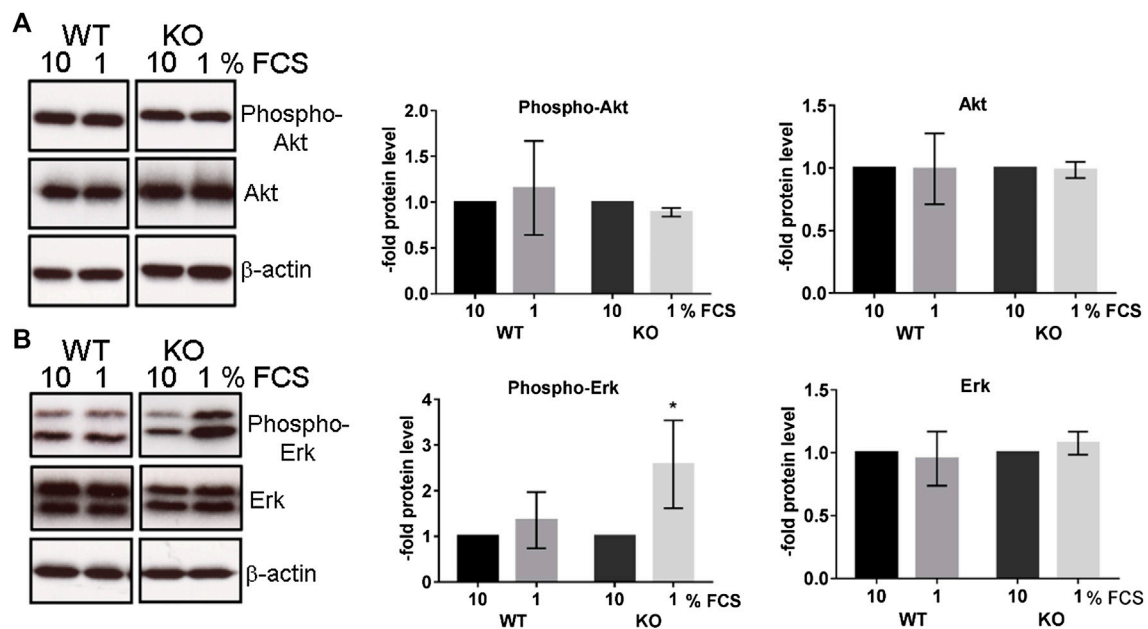 A
WT KO
10 1 10 1 % FCS
Phospho-
Akt
Akt
β-actin
Phospho-Akt
-fold protein level
2.0
1.5
1.0
0.5
0.0
10 1 10 1 % FCS
WT KO
Akt
-fold protein level
1.5
1.0
0.5
0.0
10 1 10 1 % FCS
WT KO
B
WT KO
10 1 10 1 % FCS
Phospho-
Erk
Erk
β-actin
Phospho-Erk
-fold protein level
4
3
2
1
0
*
10 1 10 1 % FCS
WT KO
Erk
-fold protein level
1.5
1.0
0.5
0.0
10 1 10 1 % FCS
WT KO